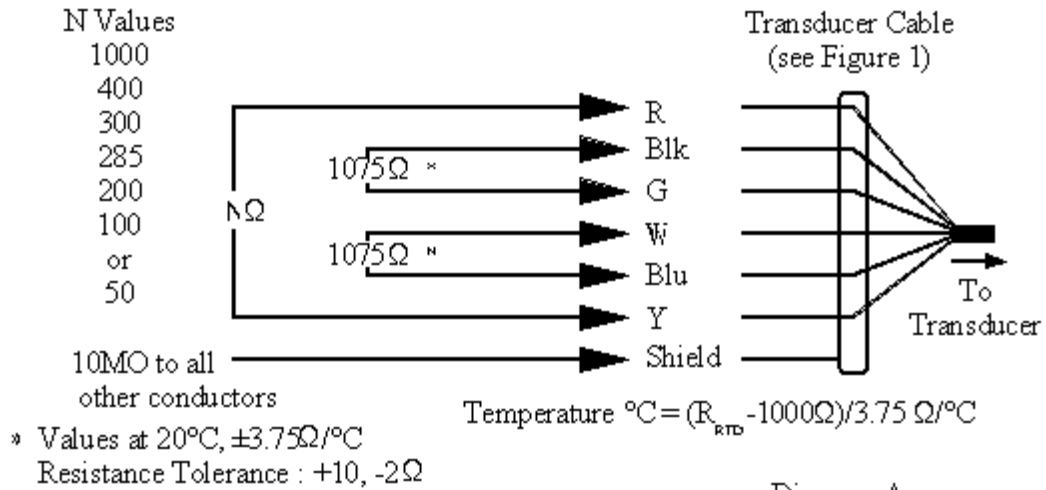 N Values
1000
400
300
285
200
100
or
50
NΩ
1075Ω *
1075Ω *
R
Blk
G
W
Blu
Y
Shield
Transducer Cable
(see Figure 1)
To
Transducer
10MO to all
other conductors
Temperature °C=(R_RTD-1000Ω)/3.75 Ω/°C
* Values at 20°C, ±3.75Ω/°C
Resistance Tolerance : +10, -2Ω